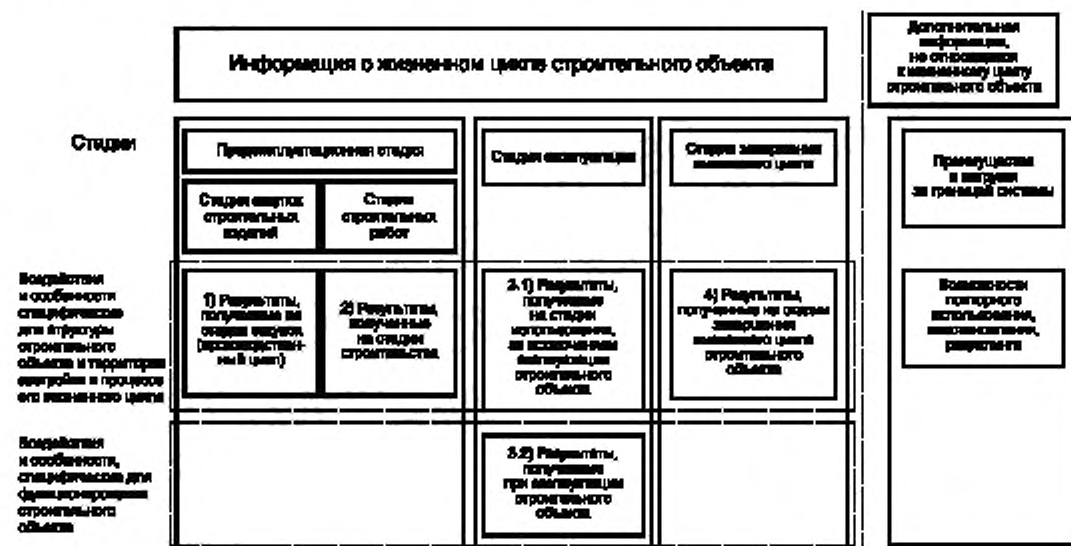 Информация о жизненном цикле строительного объекта
Дополнительная
информация,
не относящаяся
к жизненному циклу
строительного объекта
Стадии
Предэксплуатационная стадия
Стадия эксплуатации
Стадия завершения
жизненного цикла
Преимущества
и нагрузки
за границей системы
Стадия закупок
строительных
изделий
Стадия
строительных
работ
Воздействия
и особенности
специфические
для структуры
строительного
объекта и территории
застройки в процессе
его жизненного цикла
1) Результаты,
получаемые на
стадии закупок
(производствен-
ный цикл)
2) Результаты,
полученные
на стадии
строительства
3.1) Результаты,
получаемые
на стадии
использования,
за исключением
эксплуатации
строительного
объекта
4) Результаты,
полученные на стадии
завершения
жизненного цикла
строительного
объекта
Возможности
повторного
использования,
восстановления,
рециклинга
Воздействия
и особенности,
специфические для
функционирования
строительного
объекта
3.2) Результаты,
получаемые
при эксплуатации
строительного
объекта